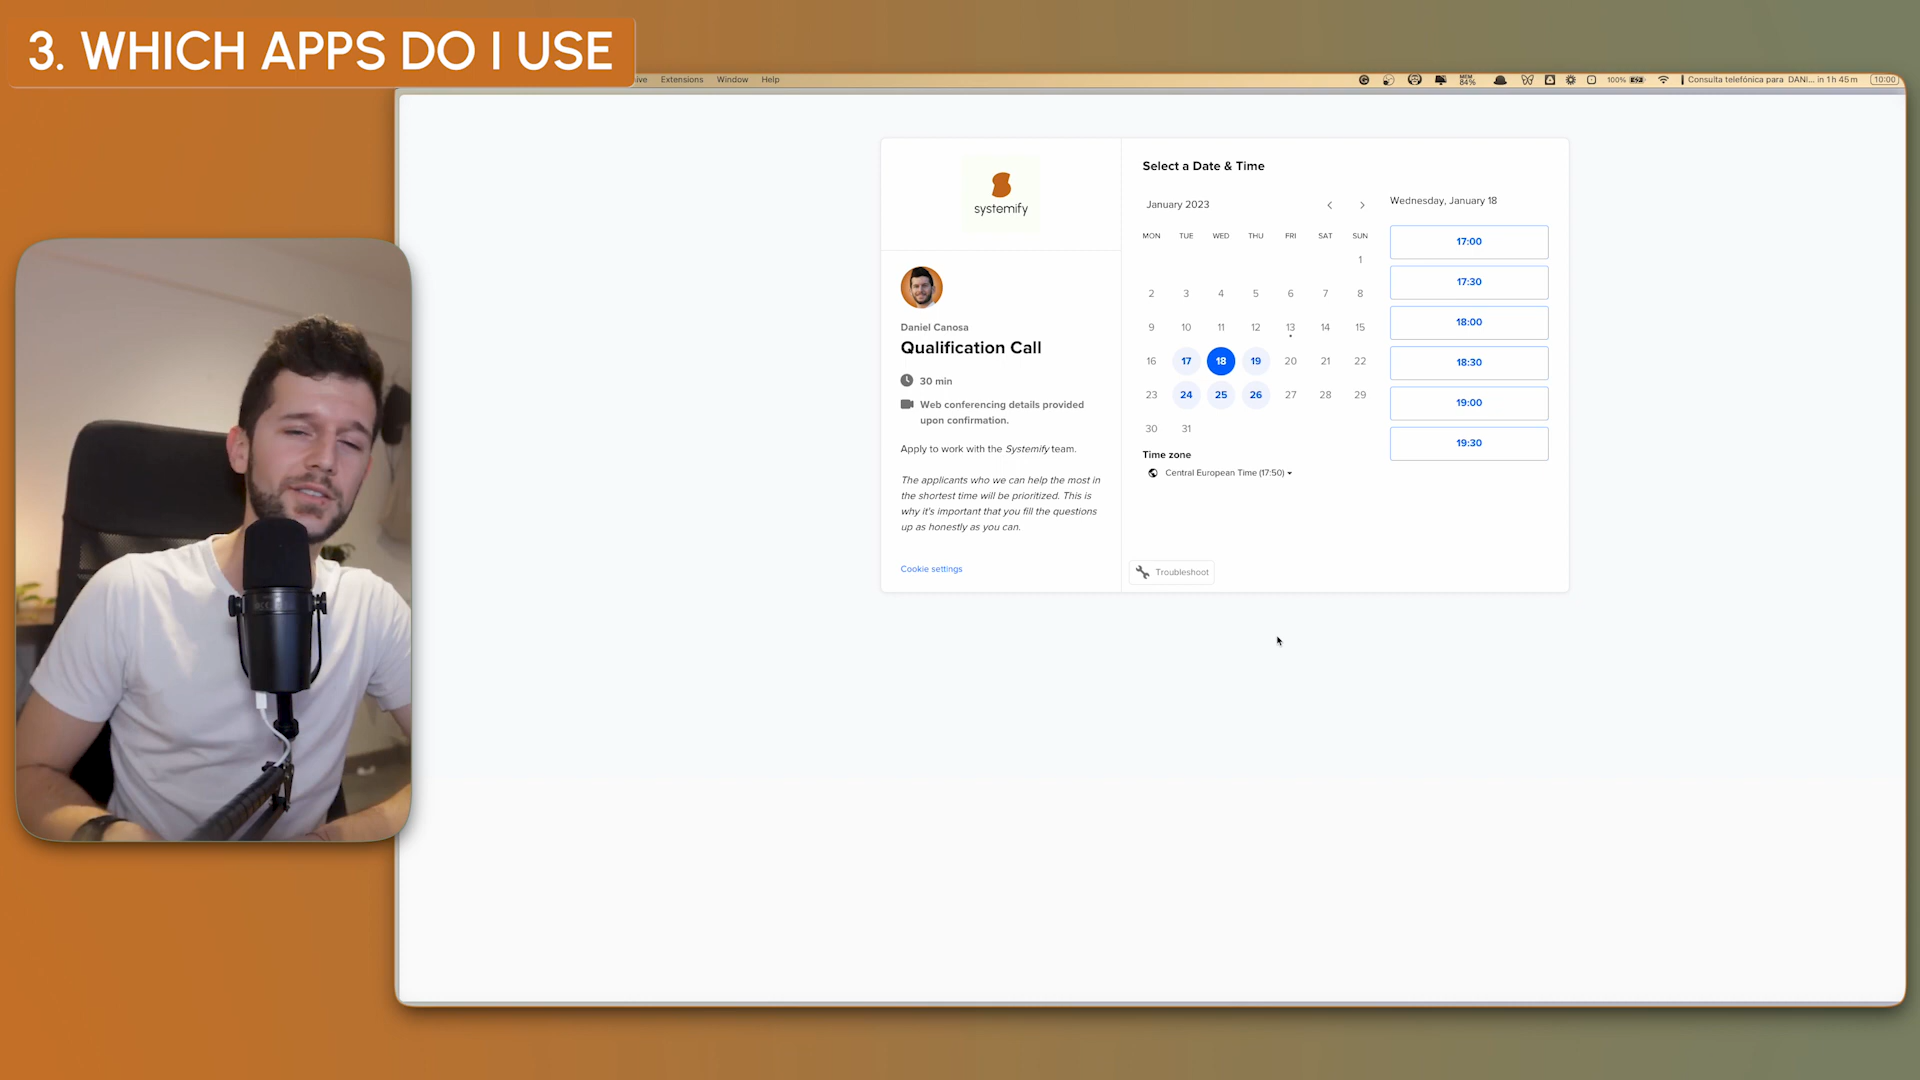 3. WHICH APPS DO I USE
Extensions Window Help
MEM 84% 100% Consulta telefónica para DANI... in 1 h 45 m 10:00
systemify
Daniel Canosa
Qualification Call
30 min
Web conferencing details provided
upon confirmation.
Apply to work with the Systemify team.
The applicants who we can help the most in
the shortest time will be prioritized. This is
why it's important that you fill the questions
up as honestly as you can.
Cookie settings
Select a Date & Time
January 2023
MON TUE WED THU FRI SAT SUN
1
2 3 4 5 6 7 8
9 10 11 12 13 14 15
16 17 18 19 20 21 22
23 24 25 26 27 28 29
30 31
Time zone
Central European Time (17:50)
Troubleshoot
Wednesday, January 18
17:00
17:30
18:00
18:30
19:00
19:30